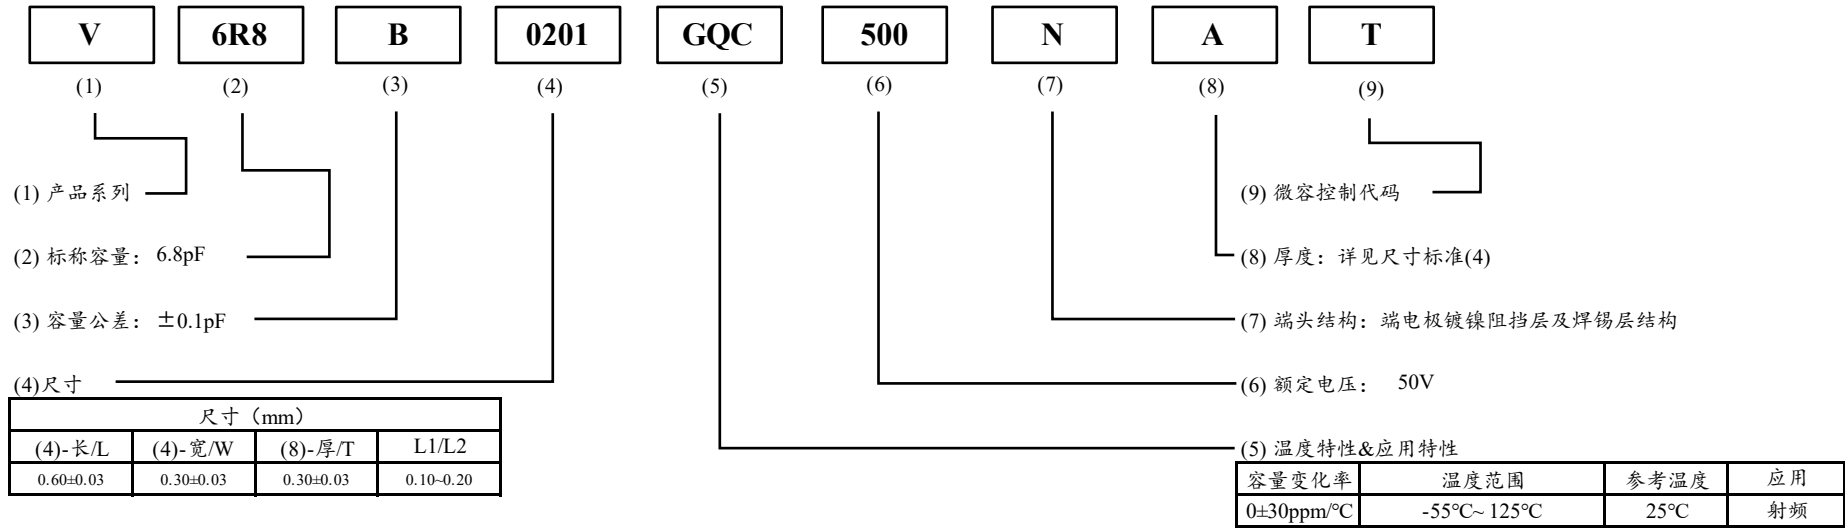 V 6R8 B 0201 GQC 500 N A T
(1) (2) (3) (4) (5) (6) (7) (8) (9)
(1) 产品系列
(9) 微容控制代码
(2) 标称容量： 6.8pF
(8) 厚度：详见尺寸标准(4)
(3) 容量公差：±0.1pF
(7) 端头结构：端电极镀镍阻挡层及焊锡层结构
(4)尺寸
(6) 额定电压： 50V
尺寸（mm）
(4)-长/L (4)-宽/W (8)-厚/T L1/L2
0.60±0.03 0.30±0.03 0.30±0.03 0.10~0.20
(5) 温度特性&应用特性
容量变化率 温度范围 参考温度 应用
0±30ppm/℃ -55℃~ 125℃ 25℃ 射频